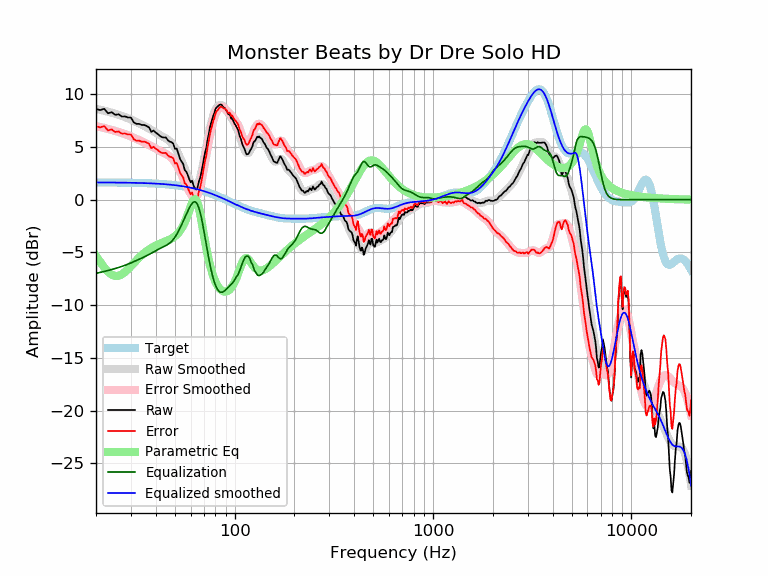 Monster Beats by Dr Dre Solo HD
10
5
0
−5
−10
−15
−20
−25
Amplitude (dBr)
Target
Raw Smoothed
Error Smoothed
Raw
Error
Parametric Eq
Equalization
Equalized smoothed
100
1000
10000
Frequency (Hz)